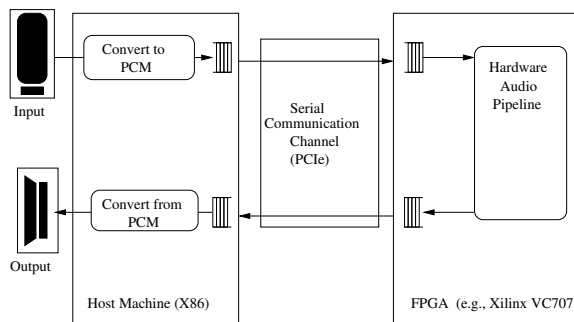 Convert to
PCM
Input
Serial
Communication
Channel
(PCIe)
Hardware
Audio
Pipeline
Convert from
PCM
Output
Host Machine (X86)
FPGA (e.g., Xilinx VC707